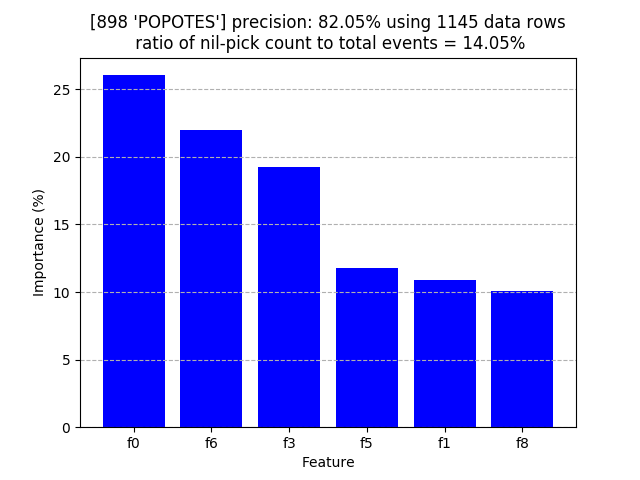 [898 'POPOTES'] precision: 82.05% using 1145 data rows
ratio of nil-pick count to total events = 14.05%
Importance (%)
25
20
15
10
5
0
f0 f6 f3 f5 f1 f8
Feature